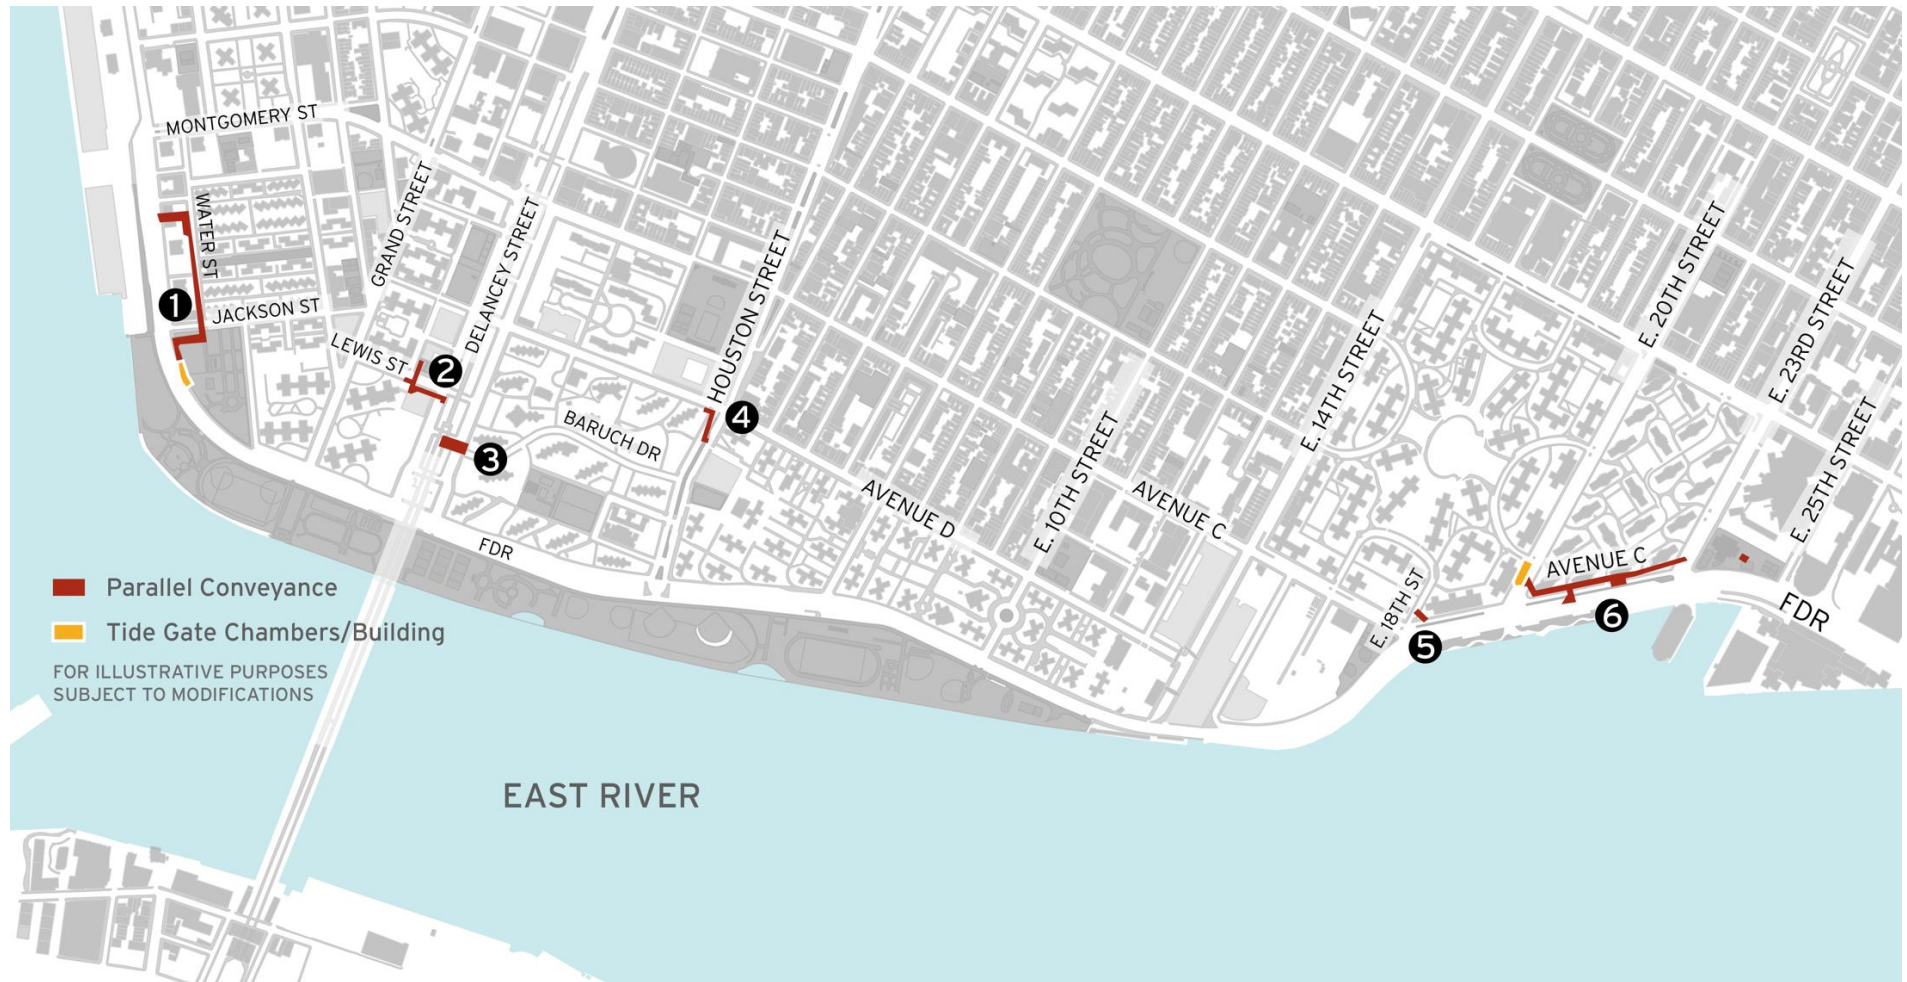 MONTGOMERY ST
WATER ST
GRAND STREET
DELANCEY STREET
HOUSTON STREET
E. 20TH STREET
E. 23RD STREET
1
JACKSON ST
LEWIS ST
2
E. 14TH STREET
4
BARUCH DR
3
E. 10TH STREET
E. 25TH STREET
AVENUE D
AVENUE C
FDR
AVENUE C
E. 18TH ST
5
6
FDR
Parallel Conveyance
Tide Gate Chambers/Building
FOR ILLUSTRATIVE PURPOSES
SUBJECT TO MODIFICATIONS
EAST RIVER